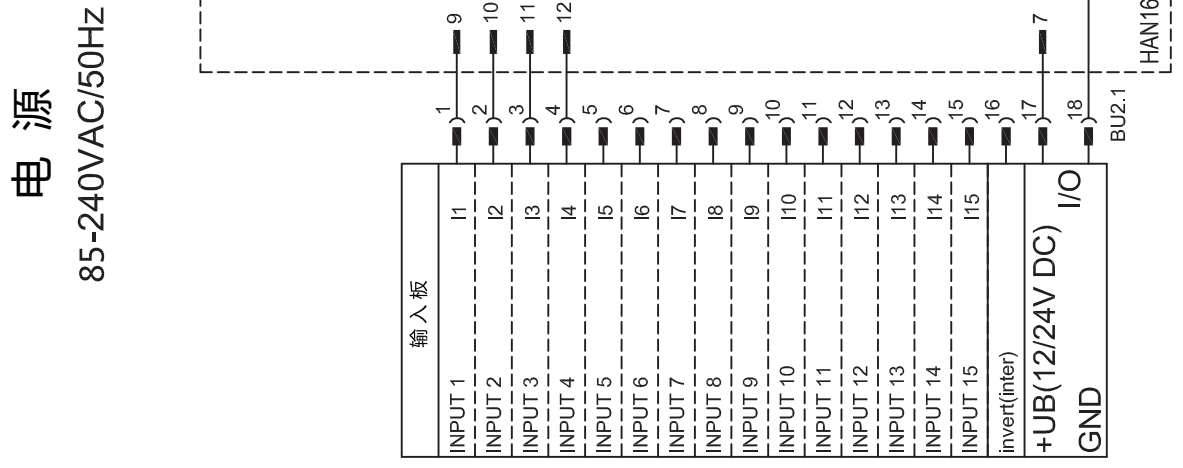 电源
85-240VAC/50Hz
9
10
11
12
7
HAN16
1
2
3
4
5
6
7
8
9
10
11
12
13
14
15
16
17
18
BU2.1
输入板
INPUT 1 I1
INPUT 2 I2
INPUT 3 I3
INPUT 4 I4
INPUT 5 I5
INPUT 6 I6
INPUT 7 I7
INPUT 8 I8
INPUT 9 I9
INPUT 10 I10
INPUT 11 I11
INPUT 12 I12
INPUT 13 I13
INPUT 14 I14
INPUT 15 I15
invert(inter)
+UB(12/24V DC)
GND I/O